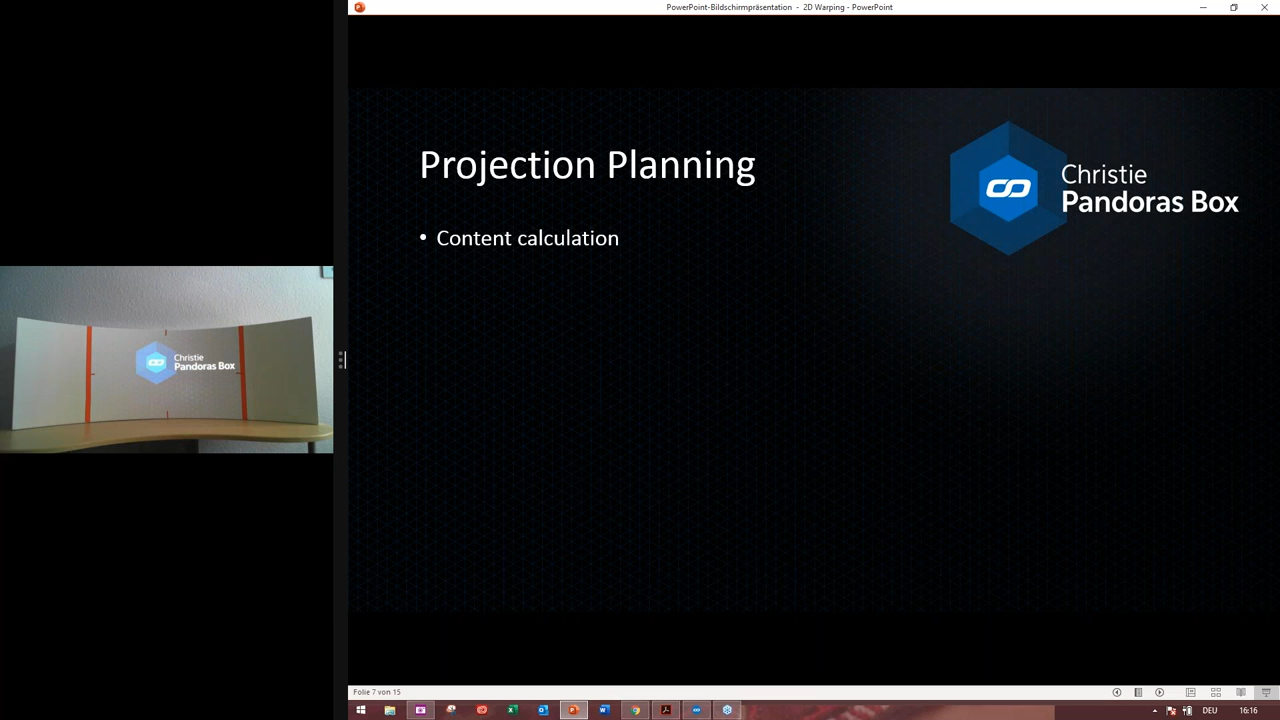 PowerPoint-Bildschirmpräsentation - 2D Warping - PowerPoint
Projection Planning
• Content calculation
Christie
Pandoras Box
Christie
Pandoras Box
Folie 7 von 15
DEU
16:16